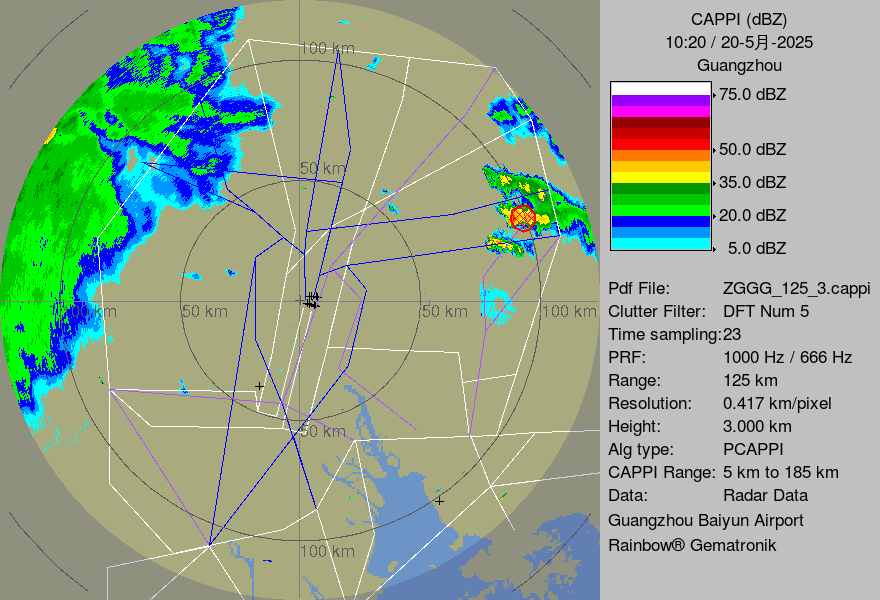 100 km
50 km
100 km
50 km
50 km
100 km
50 km
100 km
CAPPI (dBZ)
10:20 / 20-5月-2025
Guangzhou
75.0 dBZ
50.0 dBZ
35.0 dBZ
20.0 dBZ
5.0 dBZ
Pdf File: ZGGG_125_3.cappi
Clutter Filter: DFT Num 5
Time sampling:23
PRF: 1000 Hz / 666 Hz
Range: 125 km
Resolution: 0.417 km/pixel
Height: 3.000 km
Alg type: PCAPPI
CAPPI Range: 5 km to 185 km
Data: Radar Data
Guangzhou Baiyun Airport
Rainbow® Gematronik